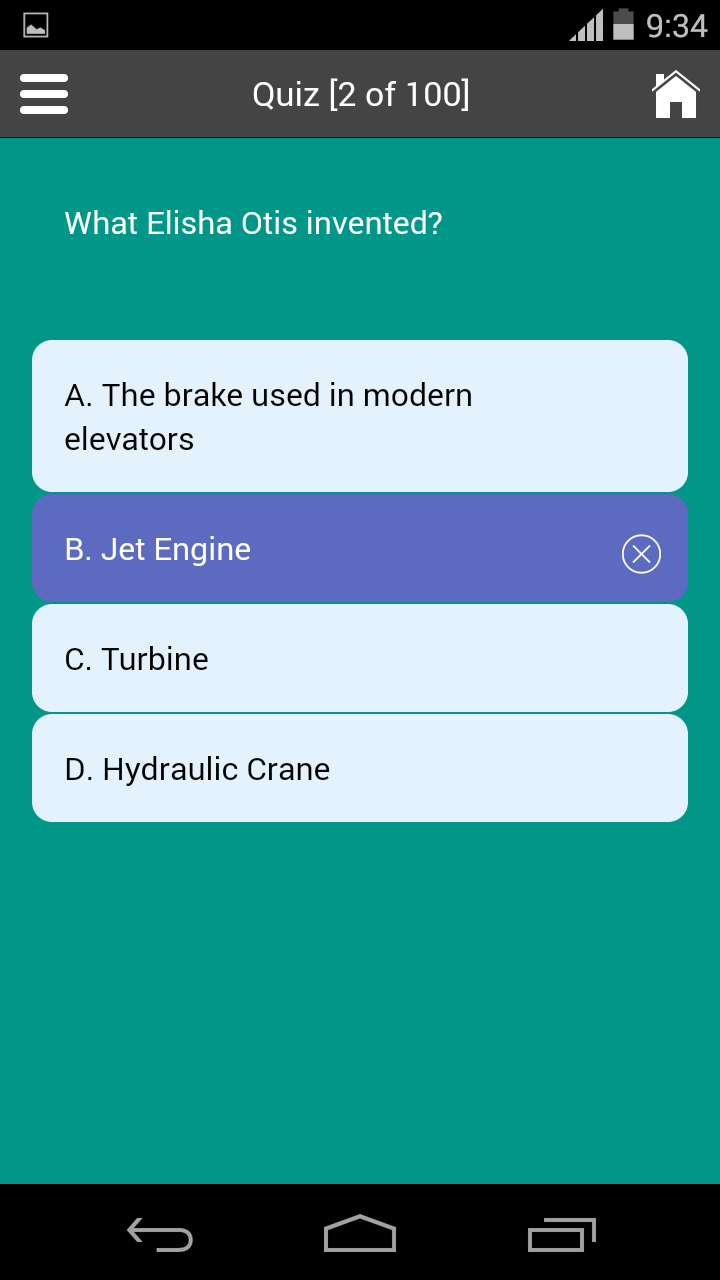 9:34
Quiz [2 of 100]
What Elisha Otis invented?
A. The brake used in modern
elevators
B. Jet Engine
C. Turbine
D. Hydraulic Crane